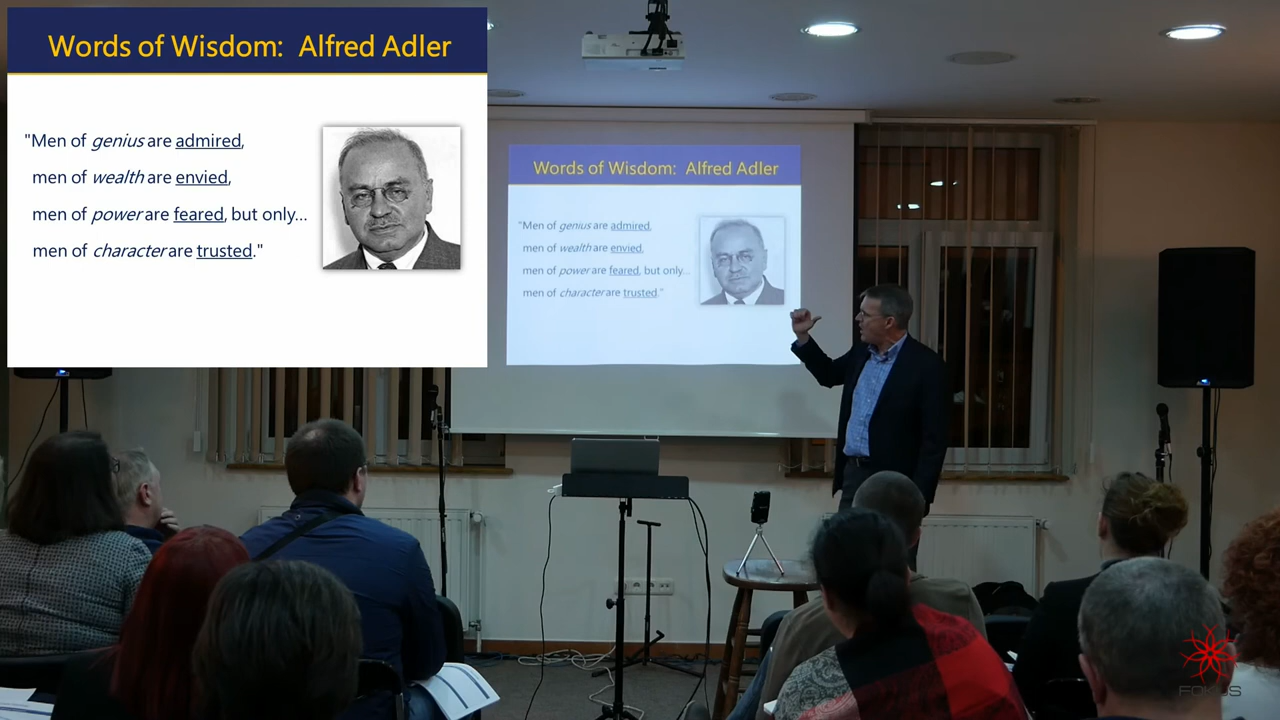 Words of Wisdom: Alfred Adler
"Men of genius are admired,
men of wealth are envied,
men of power are feared, but only...
men of character are trusted."
Words of Wisdom: Alfred Adler
"Men of genius are admired,
men of wealth are envied,
men of power are feared, but only...
men of character are trusted."
FOKUS